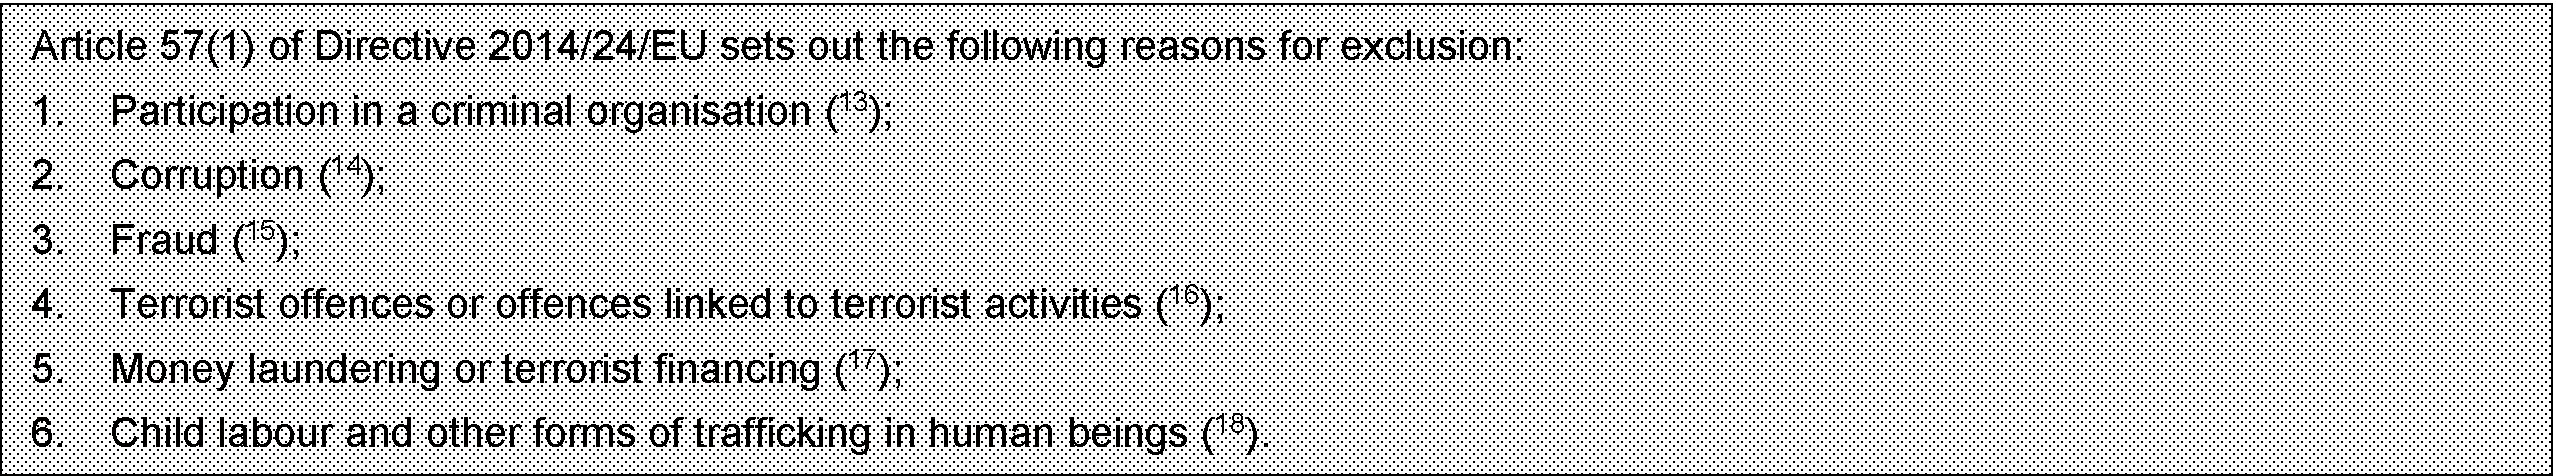 Article 57(1) of Directive 2014/24/EU sets out the following reasons for exclusion:
1. Participation in a criminal organisation (13);
2. Corruption (14);
3. Fraud (15);
4. Terrorist offences or offences linked to terrorist activities (16);
5. Money laundering or terrorist financing (17);
6. Child labour and other forms of trafficking in human beings (18).